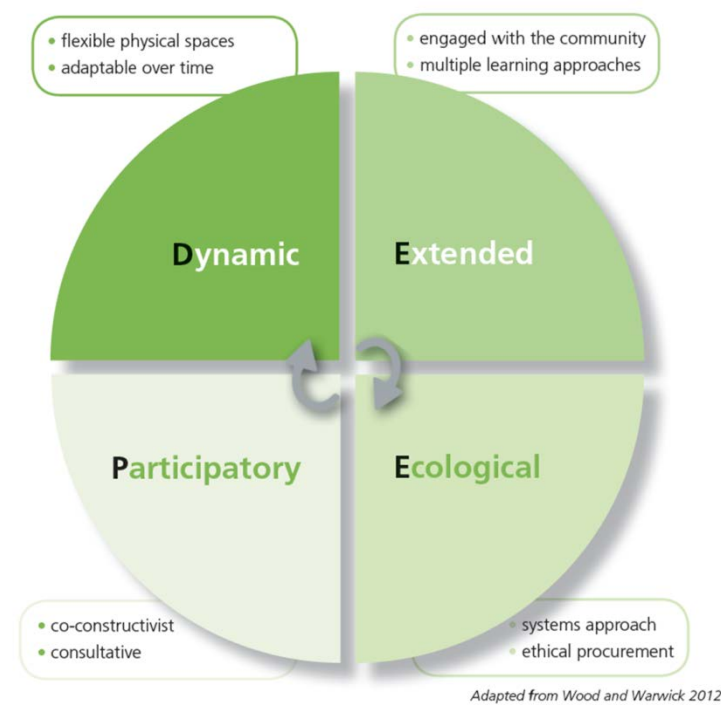 • flexible physical spaces
• adaptable over time
• engaged with the community
• multiple learning approaches
Dynamic
Extended
Participatory
Ecological
• co-constructivist
• consultative
• systems approach
• ethical procurement
Adapted from Wood and Warwick 2012